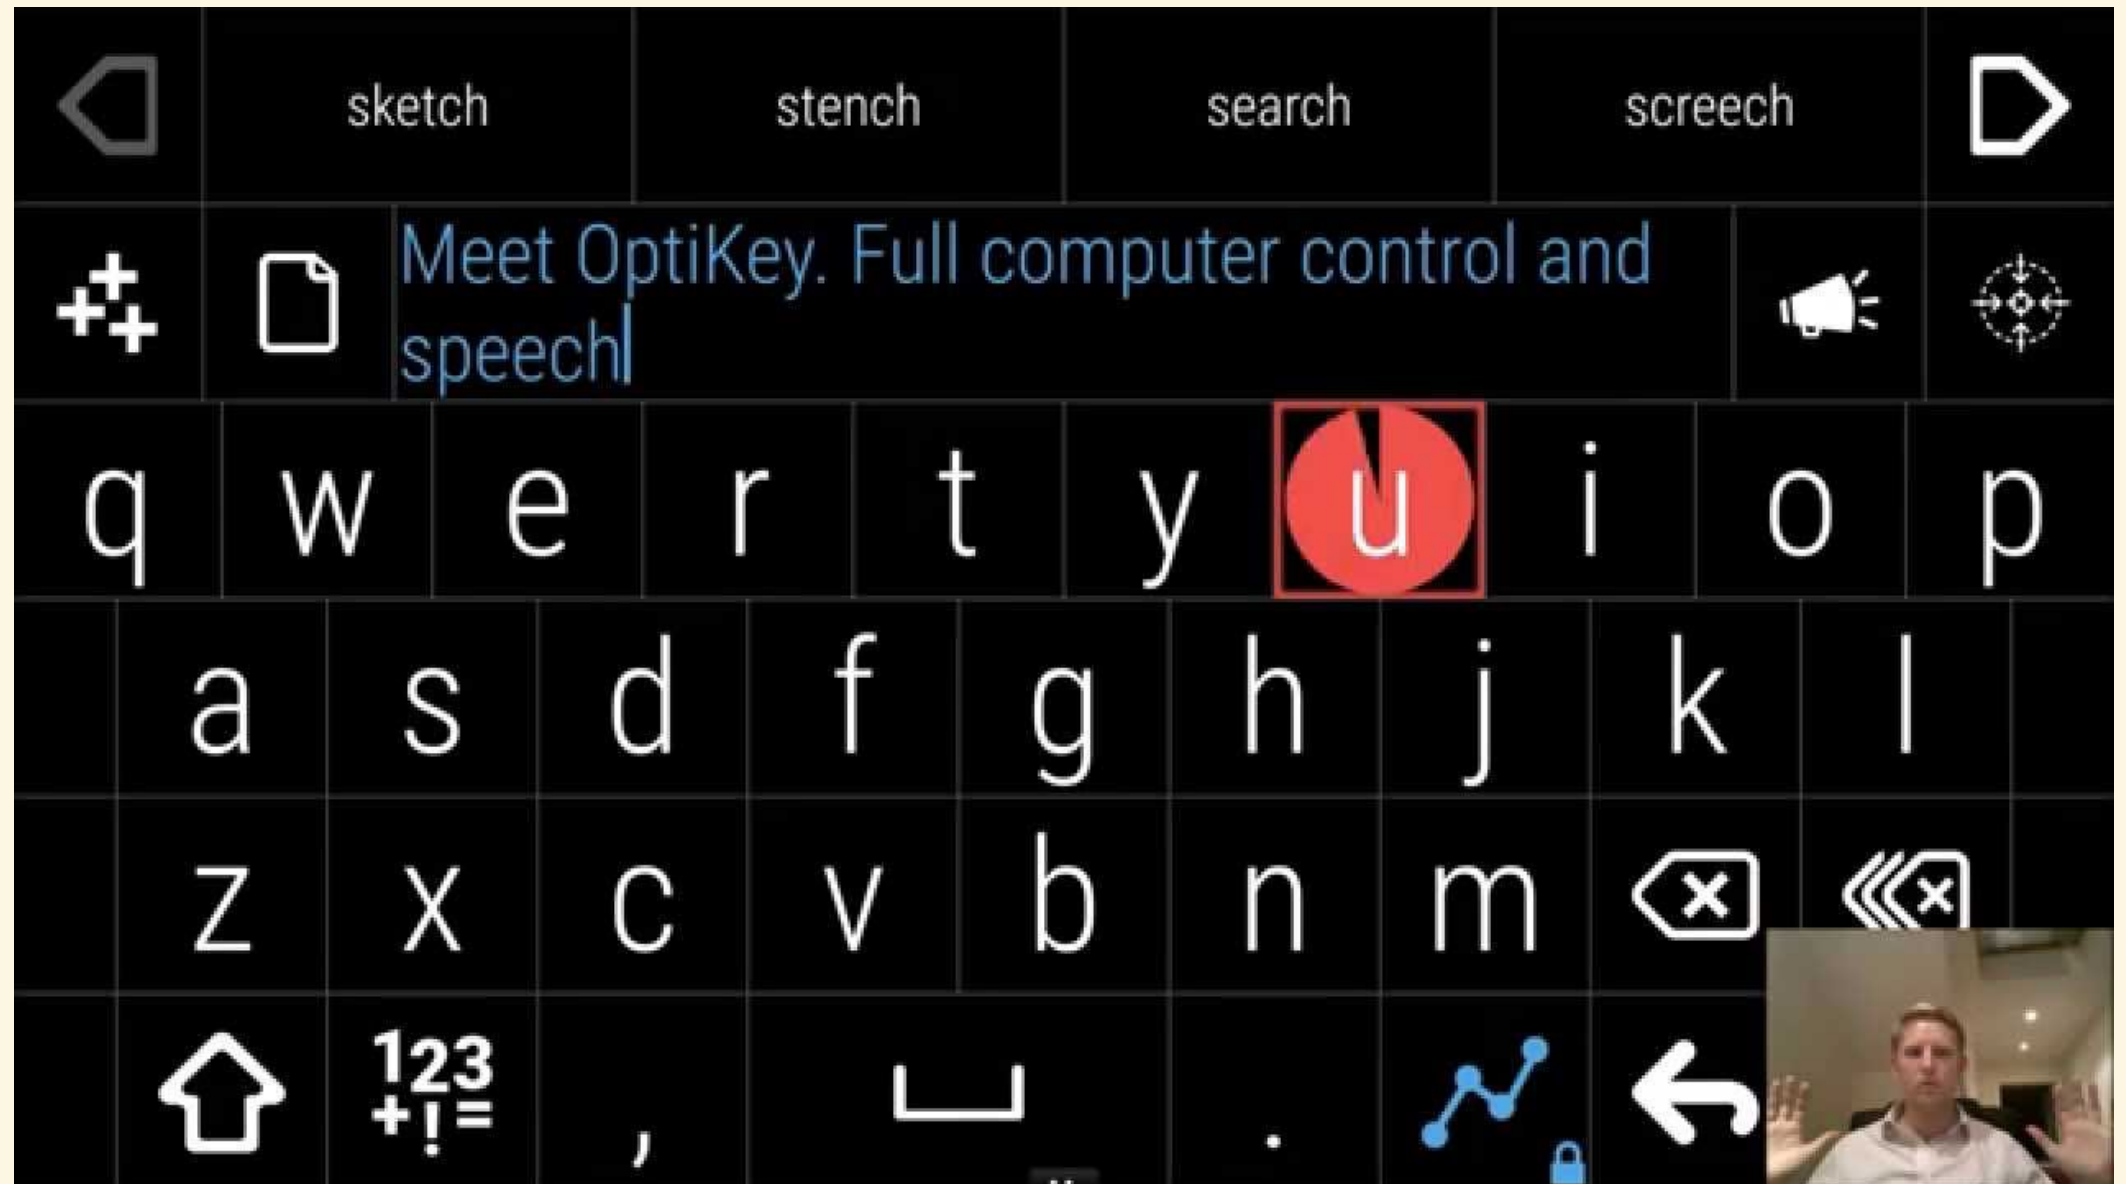 sketch stench search screech
Meet OptiKey. Full computer control and
speech
q w e r t y u i o p
a s d f g h j k l
z x c v b n m
123
+!= , .